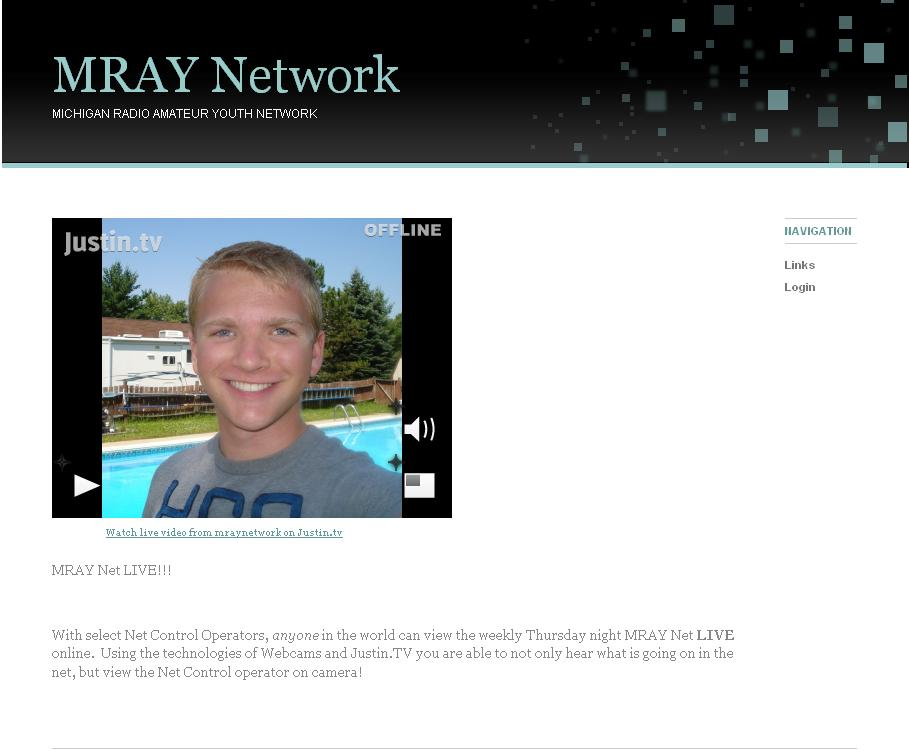 MRAY Network
MICHIGAN RADIO AMATEUR YOUTH NETWORK
Justin.tv
OFFLINE
Watch live video from mraynetwork on Justin.tv
MRAY Net LIVE!!!
With select Net Control Operators, anyone in the world can view the weekly Thursday night MRAY Net LIVE
online. Using the technologies of Webcams and Justin.TV you are able to not only hear what is going on in the
net, but view the Net Control operator on camera!
NAVIGATION
Links
Login